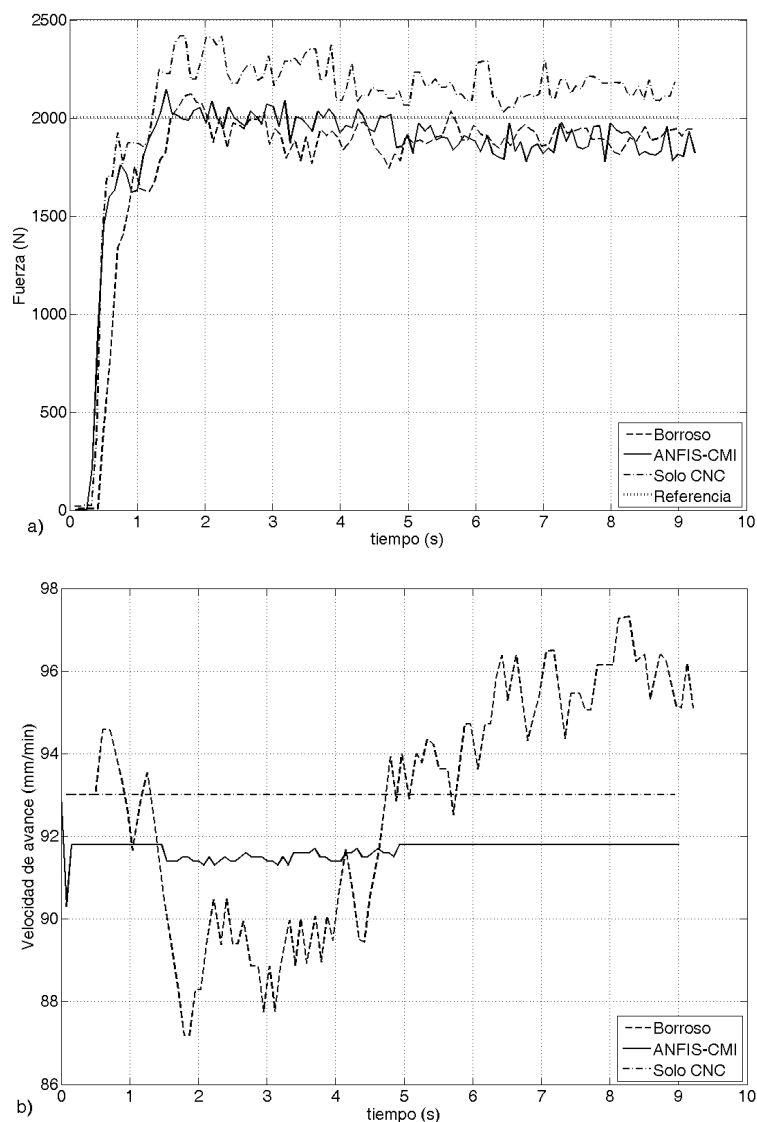 2500
2000
1500
1000
500
0
Fuerza (N)
0 1 2 3 4 5 6 7 8 9 10
tiempo (s)
Borroso
ANFIS-CMI
Solo CNC
Referencia
a)
98
96
94
92
90
88
86
Velocidad de avance (mm/min)
0 1 2 3 4 5 6 7 8 9 10
tiempo (s)
Borroso
ANFIS-CMI
Solo CNC
b)